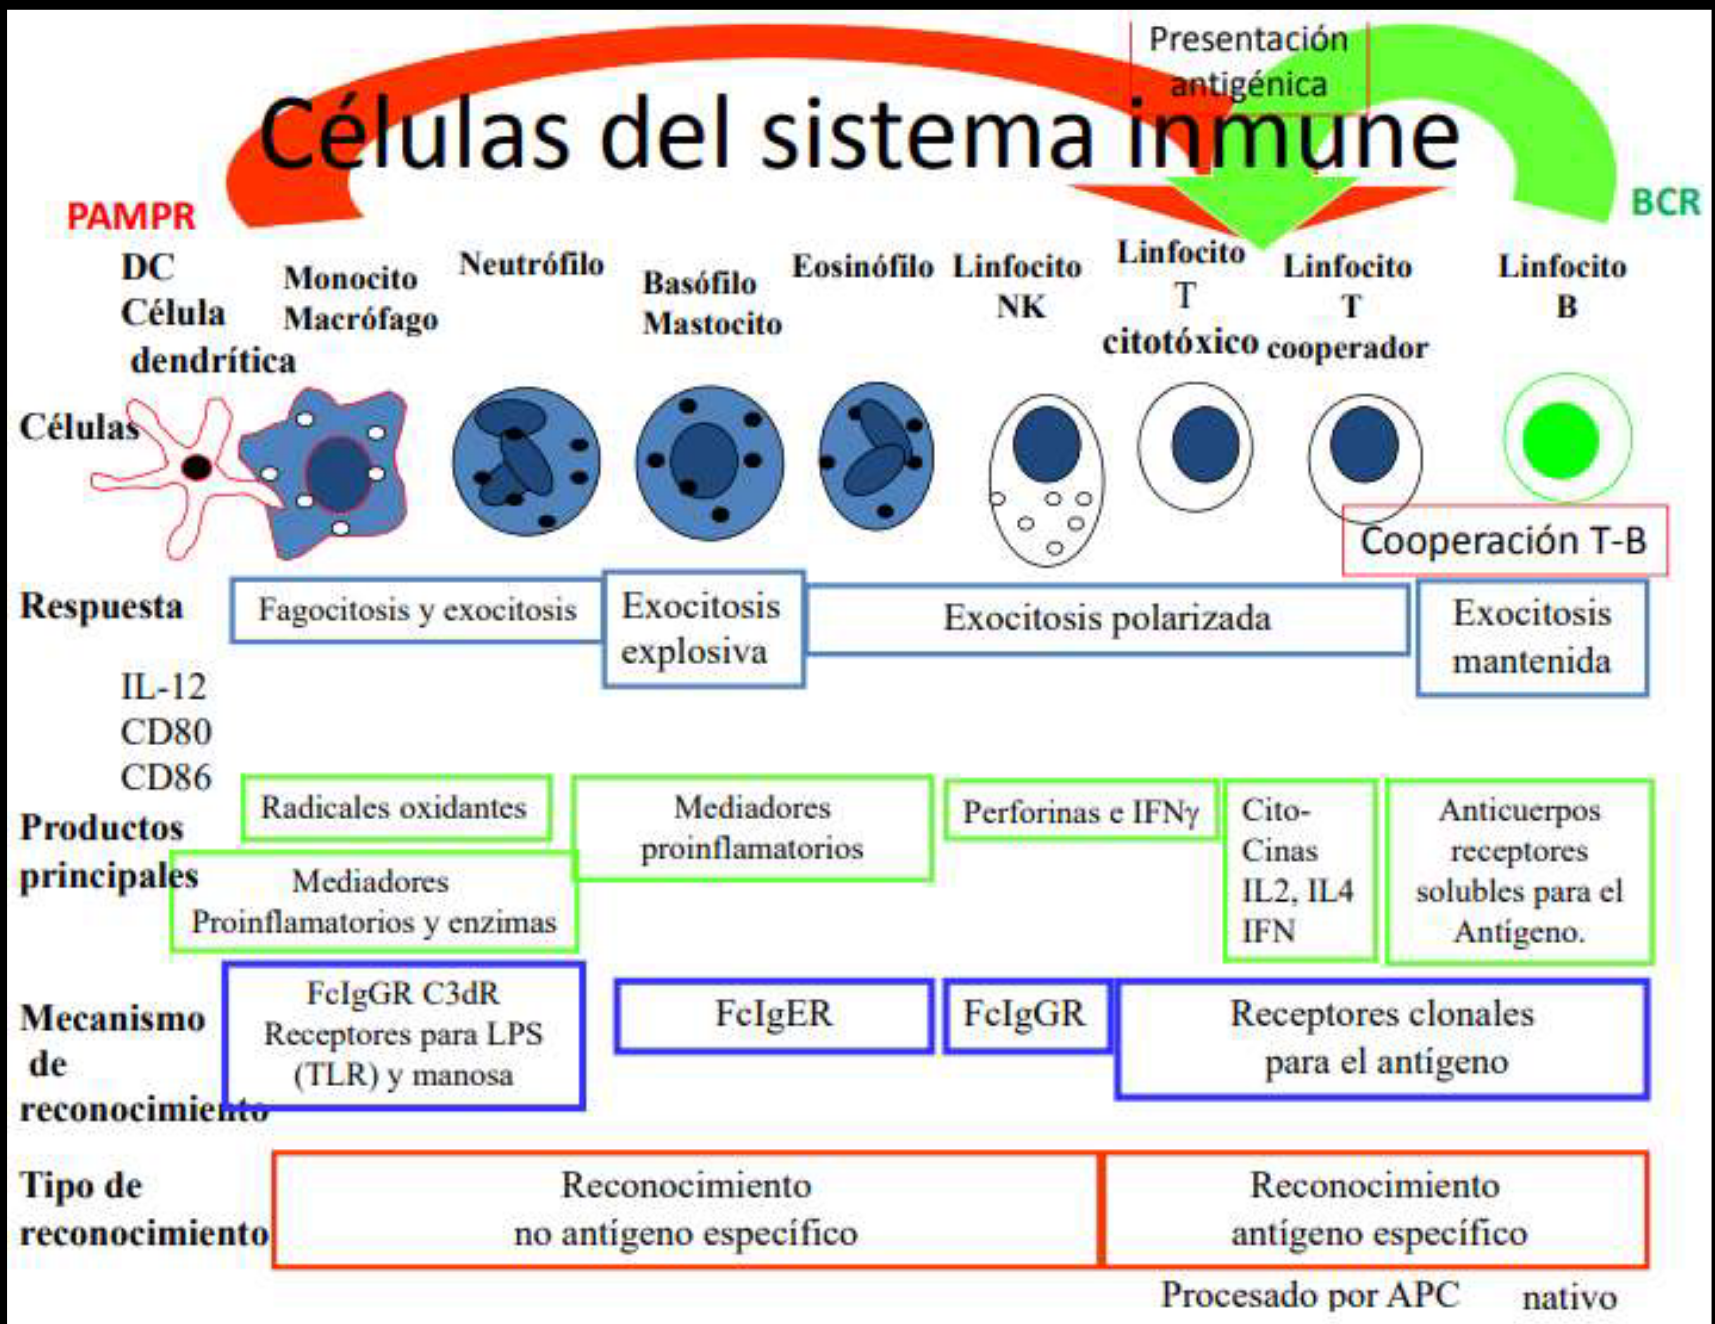 Presentación
antigénica
Células del sistema inmune
PAMPR
BCR
DC
Célula
dendrítica
Monocito
Macrófago
Neutrófilo
Basófilo
Mastocito
Eosinófilo
Linfocito
NK
Linfocito
T
citotóxico
Linfocito
T
cooperador
Linfocito
B
Células
Cooperación T-B
Respuesta
Fagocitosis y exocitosis
Exocitosis
explosiva
Exocitosis polarizada
Exocitosis
mantenida
IL-12
CD80
CD86
Productos
principales
Radicales oxidantes
Mediadores
Proinflamatorios y enzimas
Mediadores
proinflamatorios
Perforinas e IFNγ
Cito-
Cinas
IL2, IL4
IFN
Anticuerpos
receptores
solubles para el
Antígeno.
Mecanismo
de
reconocimiento
FcIgGR C3dR
Receptores para LPS
(TLR) y manosa
FcIgER
FcIgGR
Receptores clonales
para el antígeno
Tipo de
reconocimiento
Reconocimiento
no antígeno específico
Reconocimiento
antígeno específico
Procesado por APC
nativo